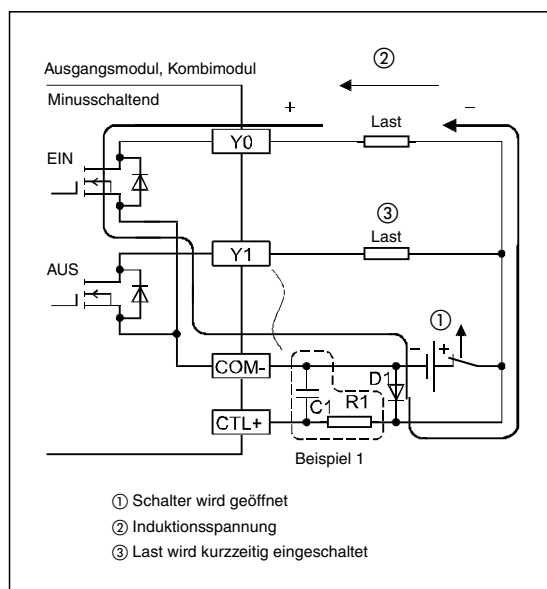 Ausgangsmodul, Kombimodul
②
Minusschaltend
+
−
Y0
Last
EIN
③
Y1
Last
AUS
①
− +
COM-
D1
C1
R1
CTL+
Beispiel 1
① Schalter wird geöffnet
② Induktionsspannung
③ Last wird kurzzeitig eingeschaltet